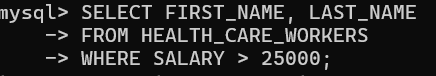 mysql> SELECT FIRST_NAME, LAST_NAME
    -> FROM HEALTH_CARE_WORKERS
    -> WHERE SALARY > 25000;